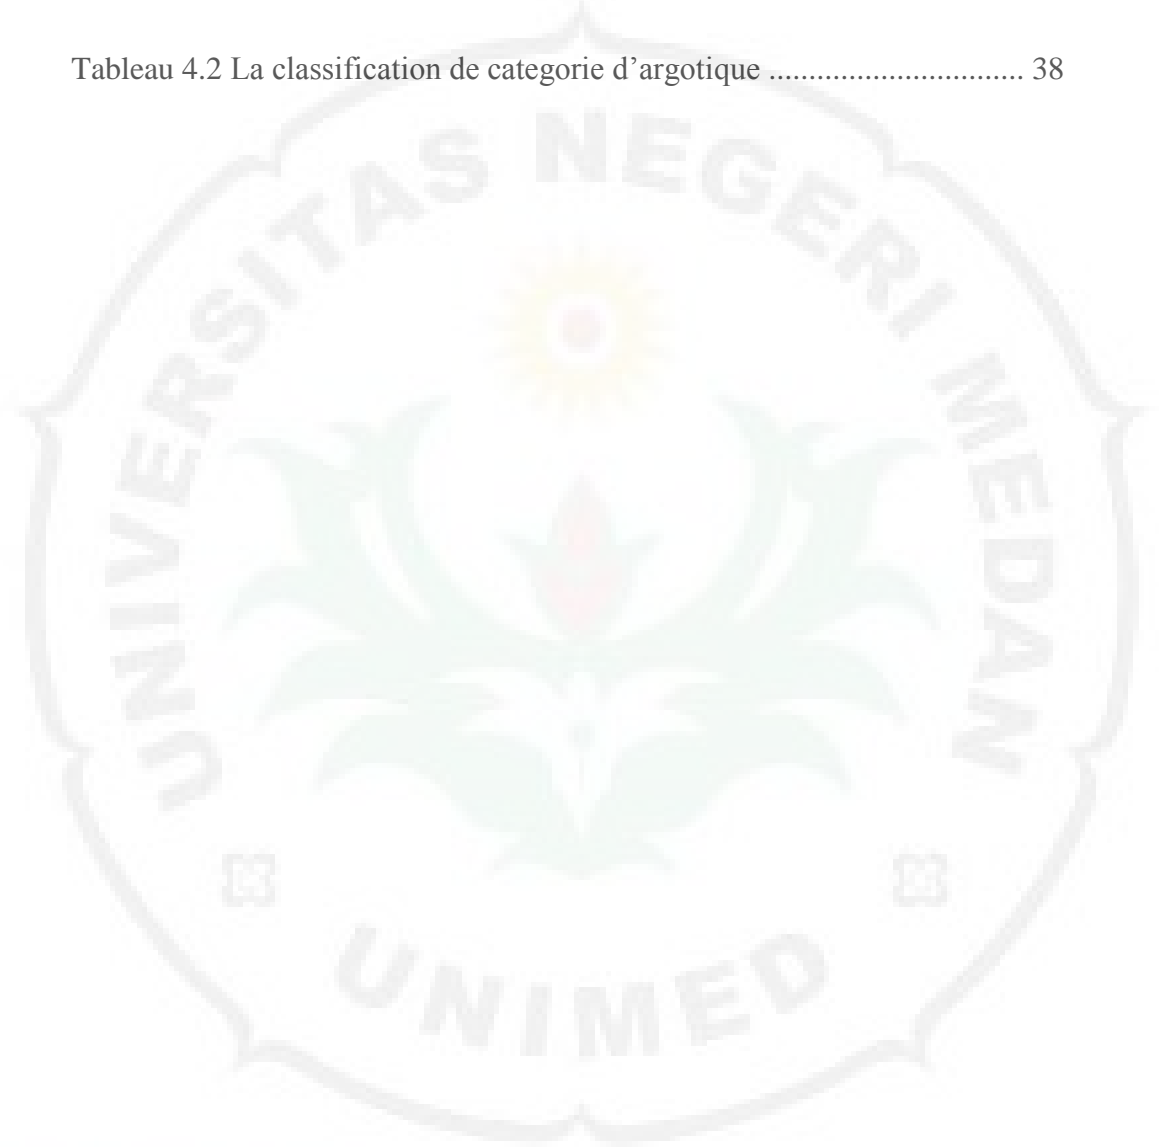 Tableau 4.2 La classification de categorie d’argotique ................................ 38
UNIVERSITAS NEGERI MEDAN
UNIMED